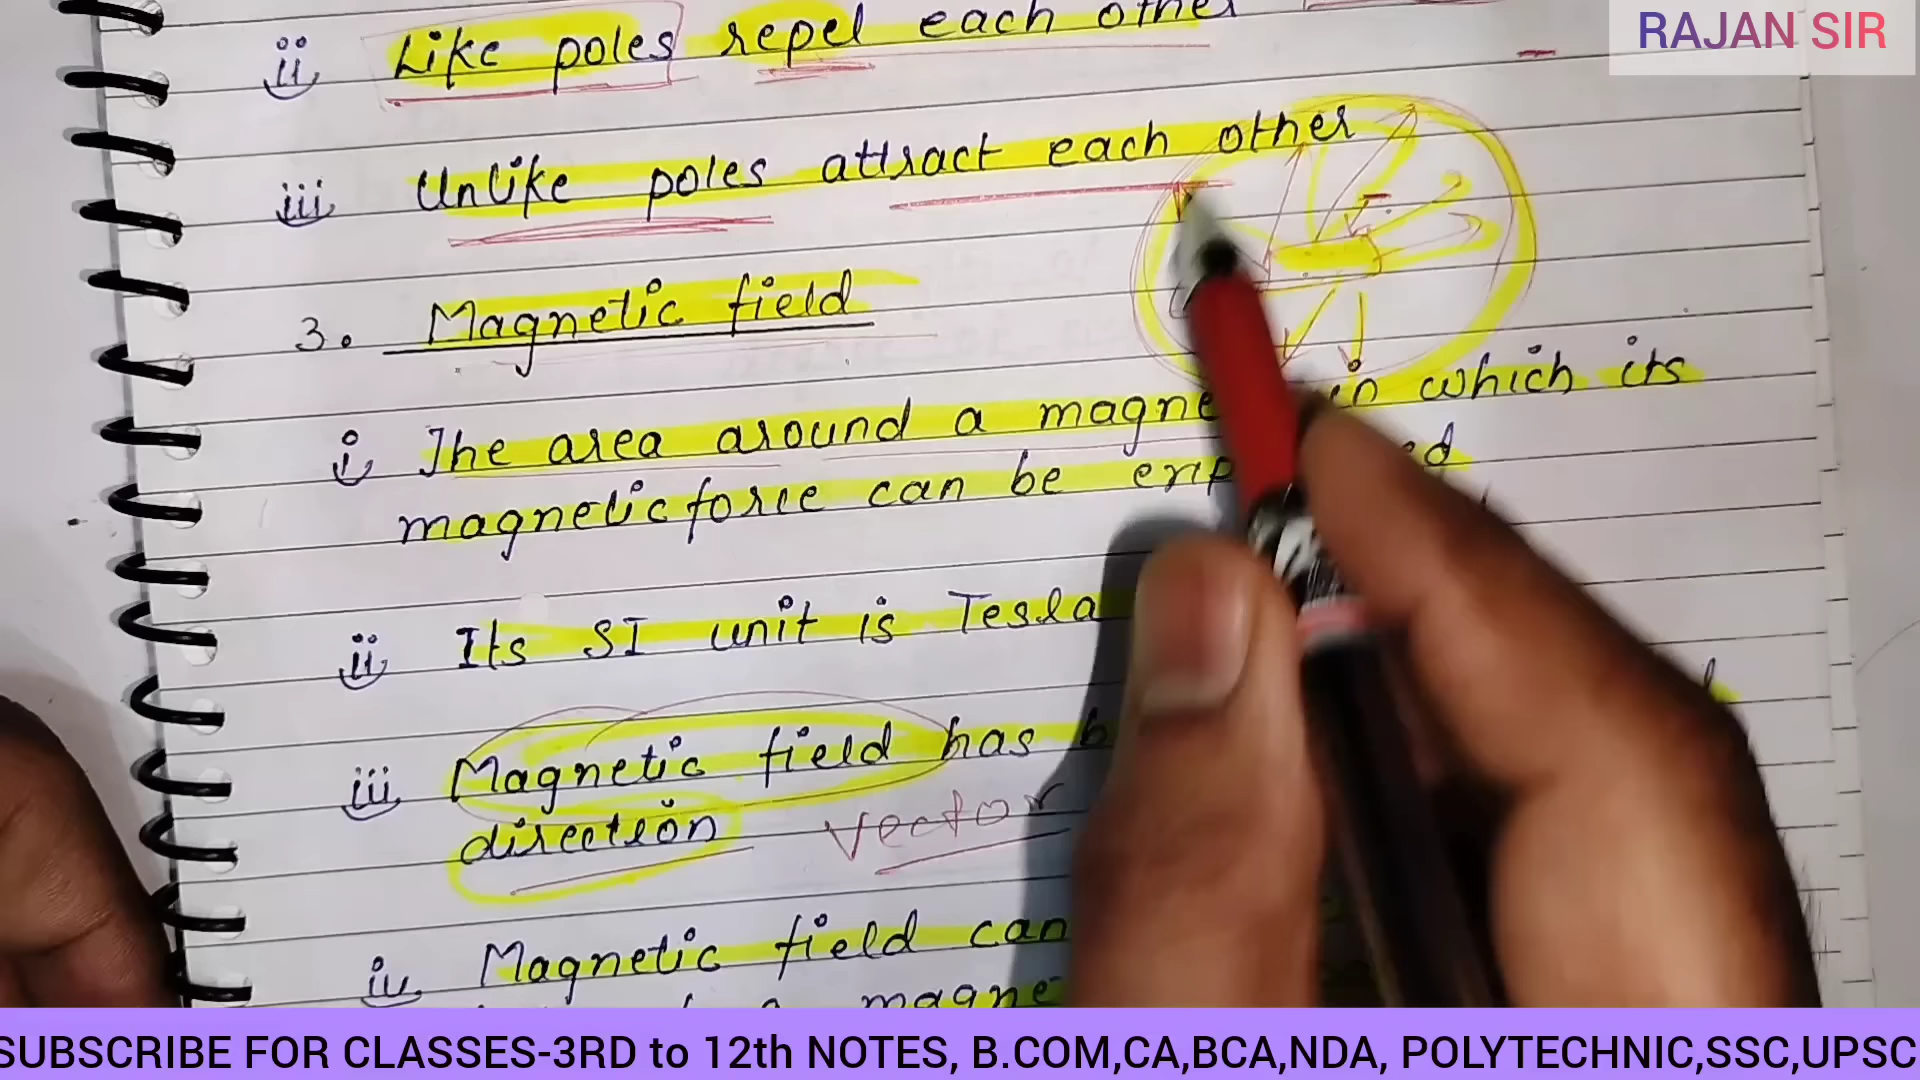 RAJAN SIR
ii Like poles repel each other
iii Unlike poles attract each other
3. Magnetic field
i The area around a magne in which its
magnetic force can be exp ed
ii Its SI unit is Tesla
iii Magnetic field has b
direction vector
iv Magnetic field can
magne
SUBSCRIBE FOR CLASSES-3RD to 12th NOTES, B.COM,CA,BCA,NDA, POLYTECHNIC,SSC,UPSC